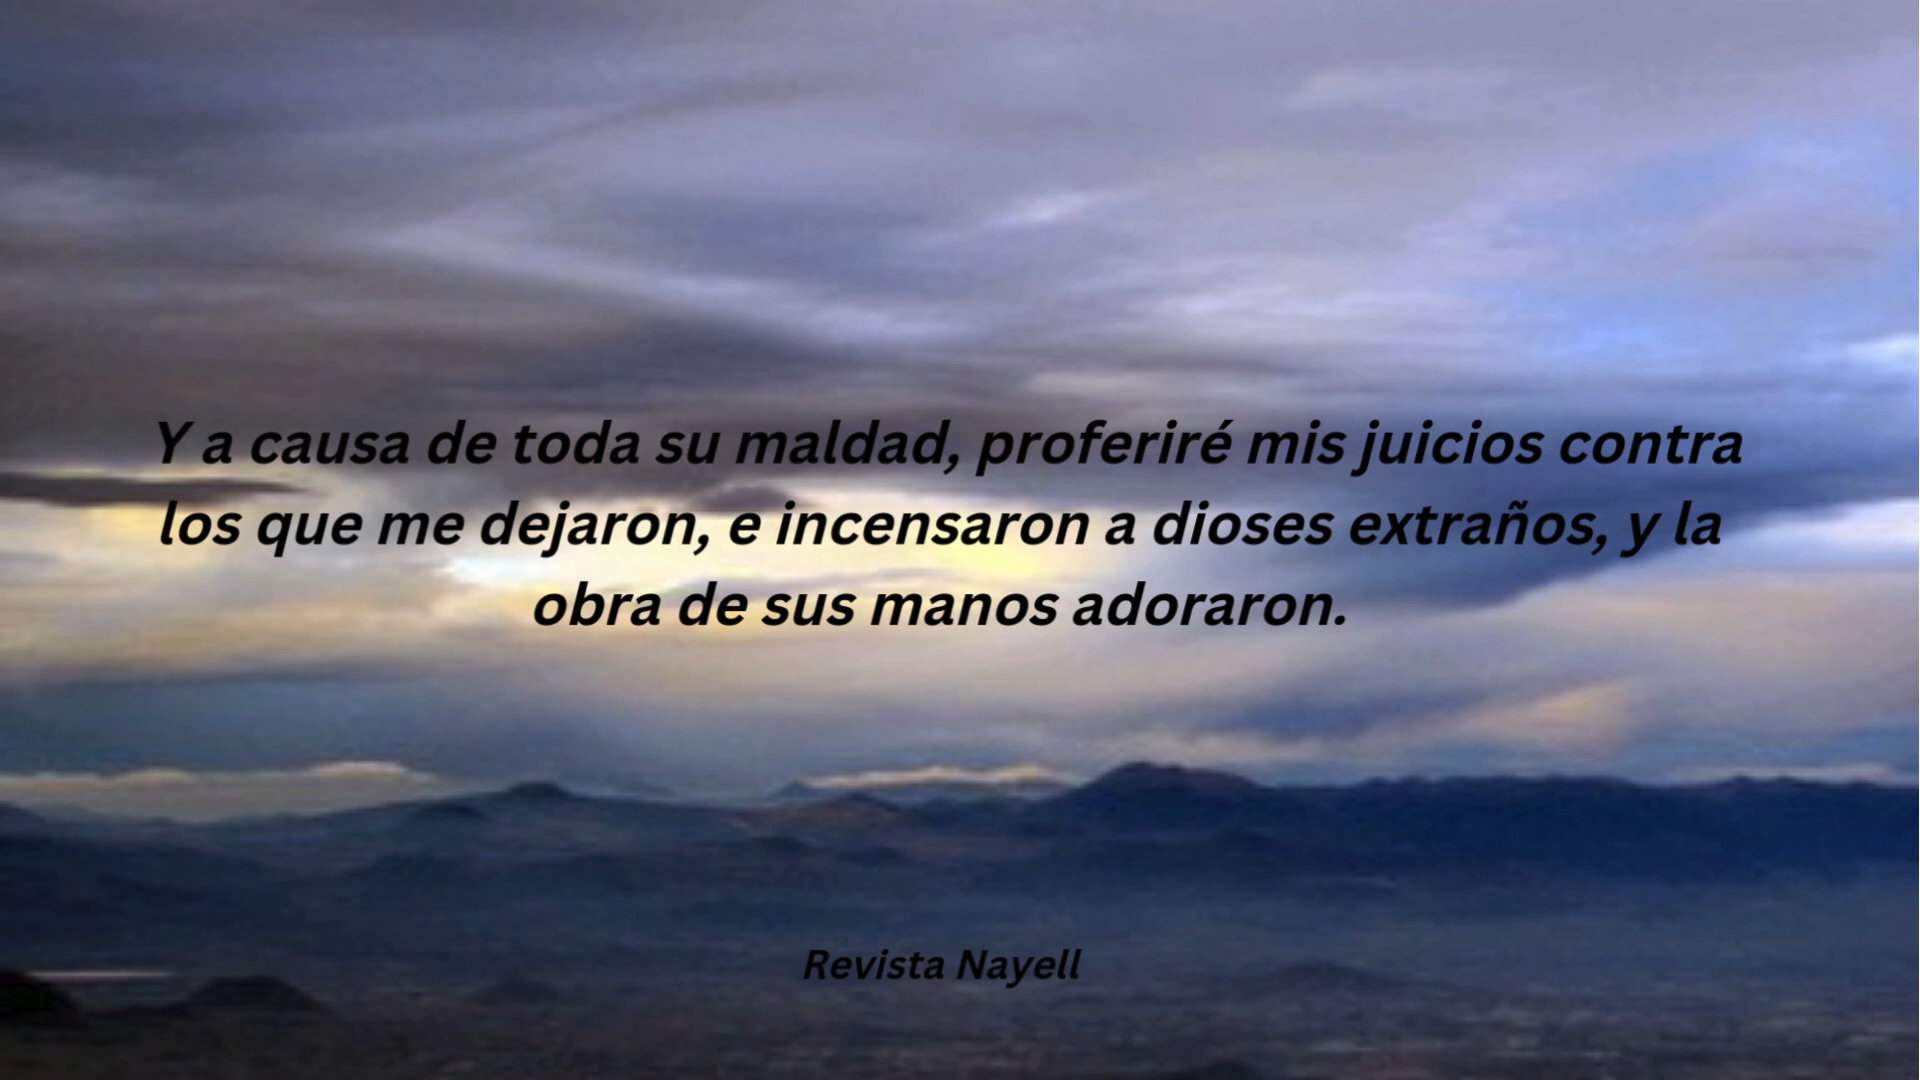 Y a causa de toda su maldad, proferiré mis juicios contra
los que me dejaron, e incensaron a dioses extraños, y la
obra de sus manos adoraron.
Revista Nayell